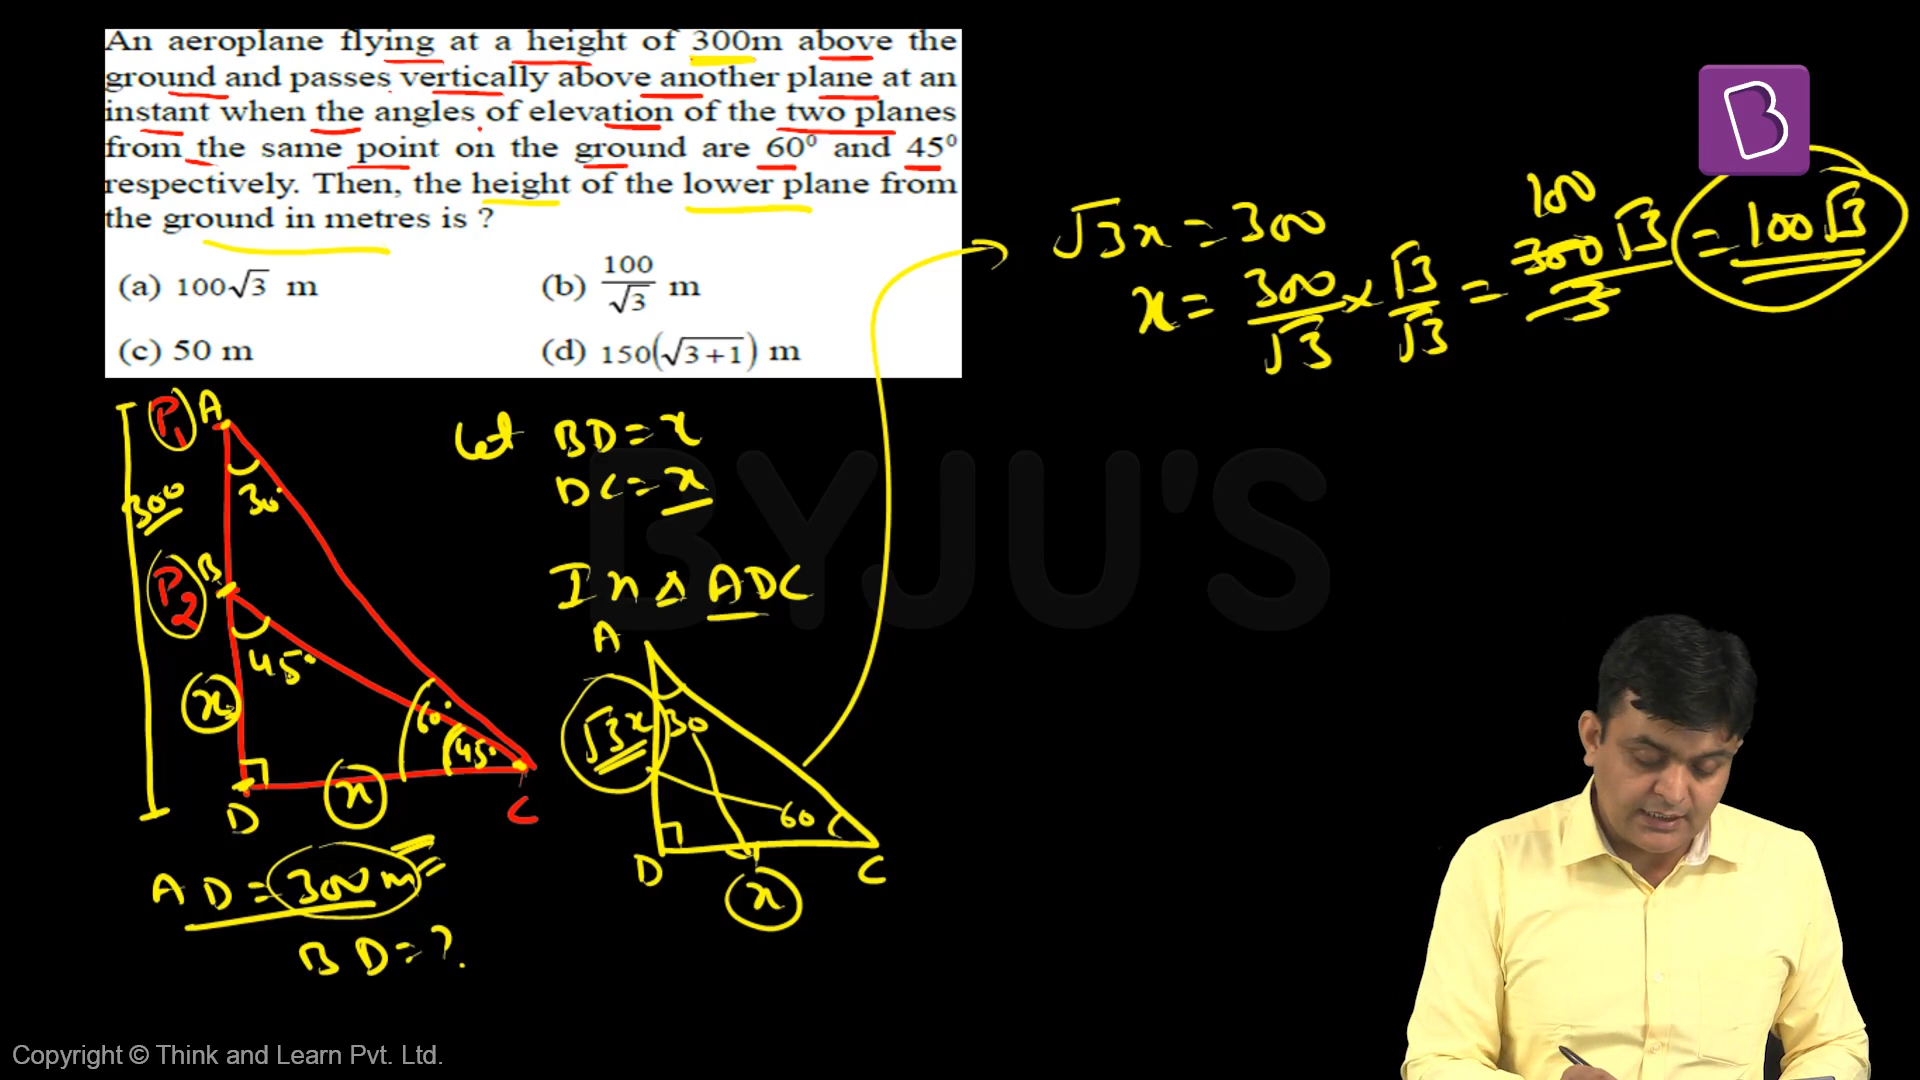 An aeroplane flying at a height of 300m above the
ground and passes vertically above another plane at an
instant when the angles of elevation of the two planes
from the same point on the ground are 60⁰ and 45⁰
respectively. Then, the height of the lower plane from
the ground in metres is ?
(a) 100√3 m (b) 100/√3 m
(c) 50 m (d) 150(√3+1) m
B
√3x = 300
x = 300/√3 × √3/√3 = 100 300√3/3 = 100√3
P1 A
300
30°
P2 B
45°
x
60°
45°
D x C
AD = 300 m
BD = ?
Let BD = x
DC = x
BYJU'S
In Δ ADC
A
√3x 30
60
D x C
Copyright © Think and Learn Pvt. Ltd.